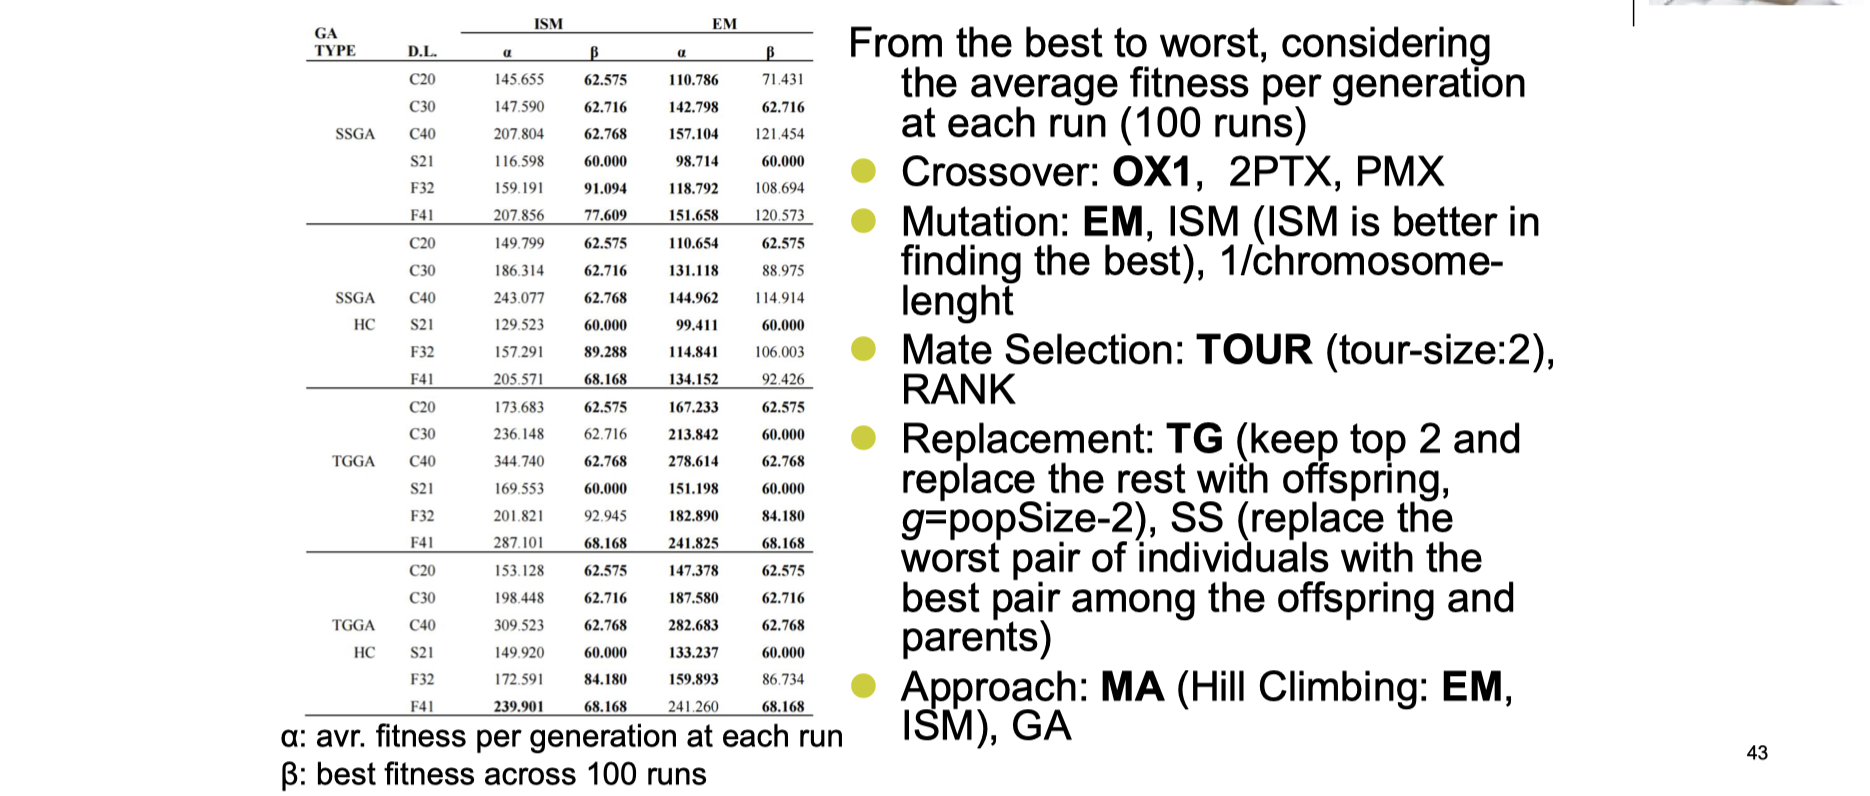 ISM EM
GA
TYPE D.L. α β α β
C20 145.655 62.575 110.786 71.431
C30 147.590 62.716 142.798 62.716
SSGA C40 207.804 62.768 157.104 121.454
S21 116.598 60.000 98.714 60.000
F32 159.191 91.094 118.792 108.694
F41 207.856 77.609 151.658 120.573
C20 149.799 62.575 110.654 62.575
C30 186.314 62.716 131.118 88.975
SSGA C40 243.077 62.768 144.962 114.914
HC S21 129.523 60.000 99.411 60.000
F32 157.291 89.288 114.841 106.003
F41 205.571 68.168 134.152 92.426
C20 173.683 62.575 167.233 62.575
C30 236.148 62.716 213.842 60.000
TGGA C40 344.740 62.768 278.614 62.768
S21 169.553 60.000 151.198 60.000
F32 201.821 92.945 182.890 84.180
F41 287.101 68.168 241.825 68.168
C20 153.128 62.575 147.378 62.575
C30 198.448 62.716 187.580 62.716
TGGA C40 309.523 62.768 282.683 62.768
HC S21 149.920 60.000 133.237 60.000
F32 172.591 84.180 159.893 86.734
F41 239.901 68.168 241.260 68.168
α: avr. fitness per generation at each run
β: best fitness across 100 runs
From the best to worst, considering
the average fitness per generation
at each run (100 runs)
Crossover: OX1, 2PTX, PMX
Mutation: EM, ISM (ISM is better in
finding the best), 1/chromosome-
lenght
Mate Selection: TOUR (tour-size:2),
RANK
Replacement: TG (keep top 2 and
replace the rest with offspring,
g=popSize-2), SS (replace the
worst pair of individuals with the
best pair among the offspring and
parents)
Approach: MA (Hill Climbing: EM,
ISM), GA
43